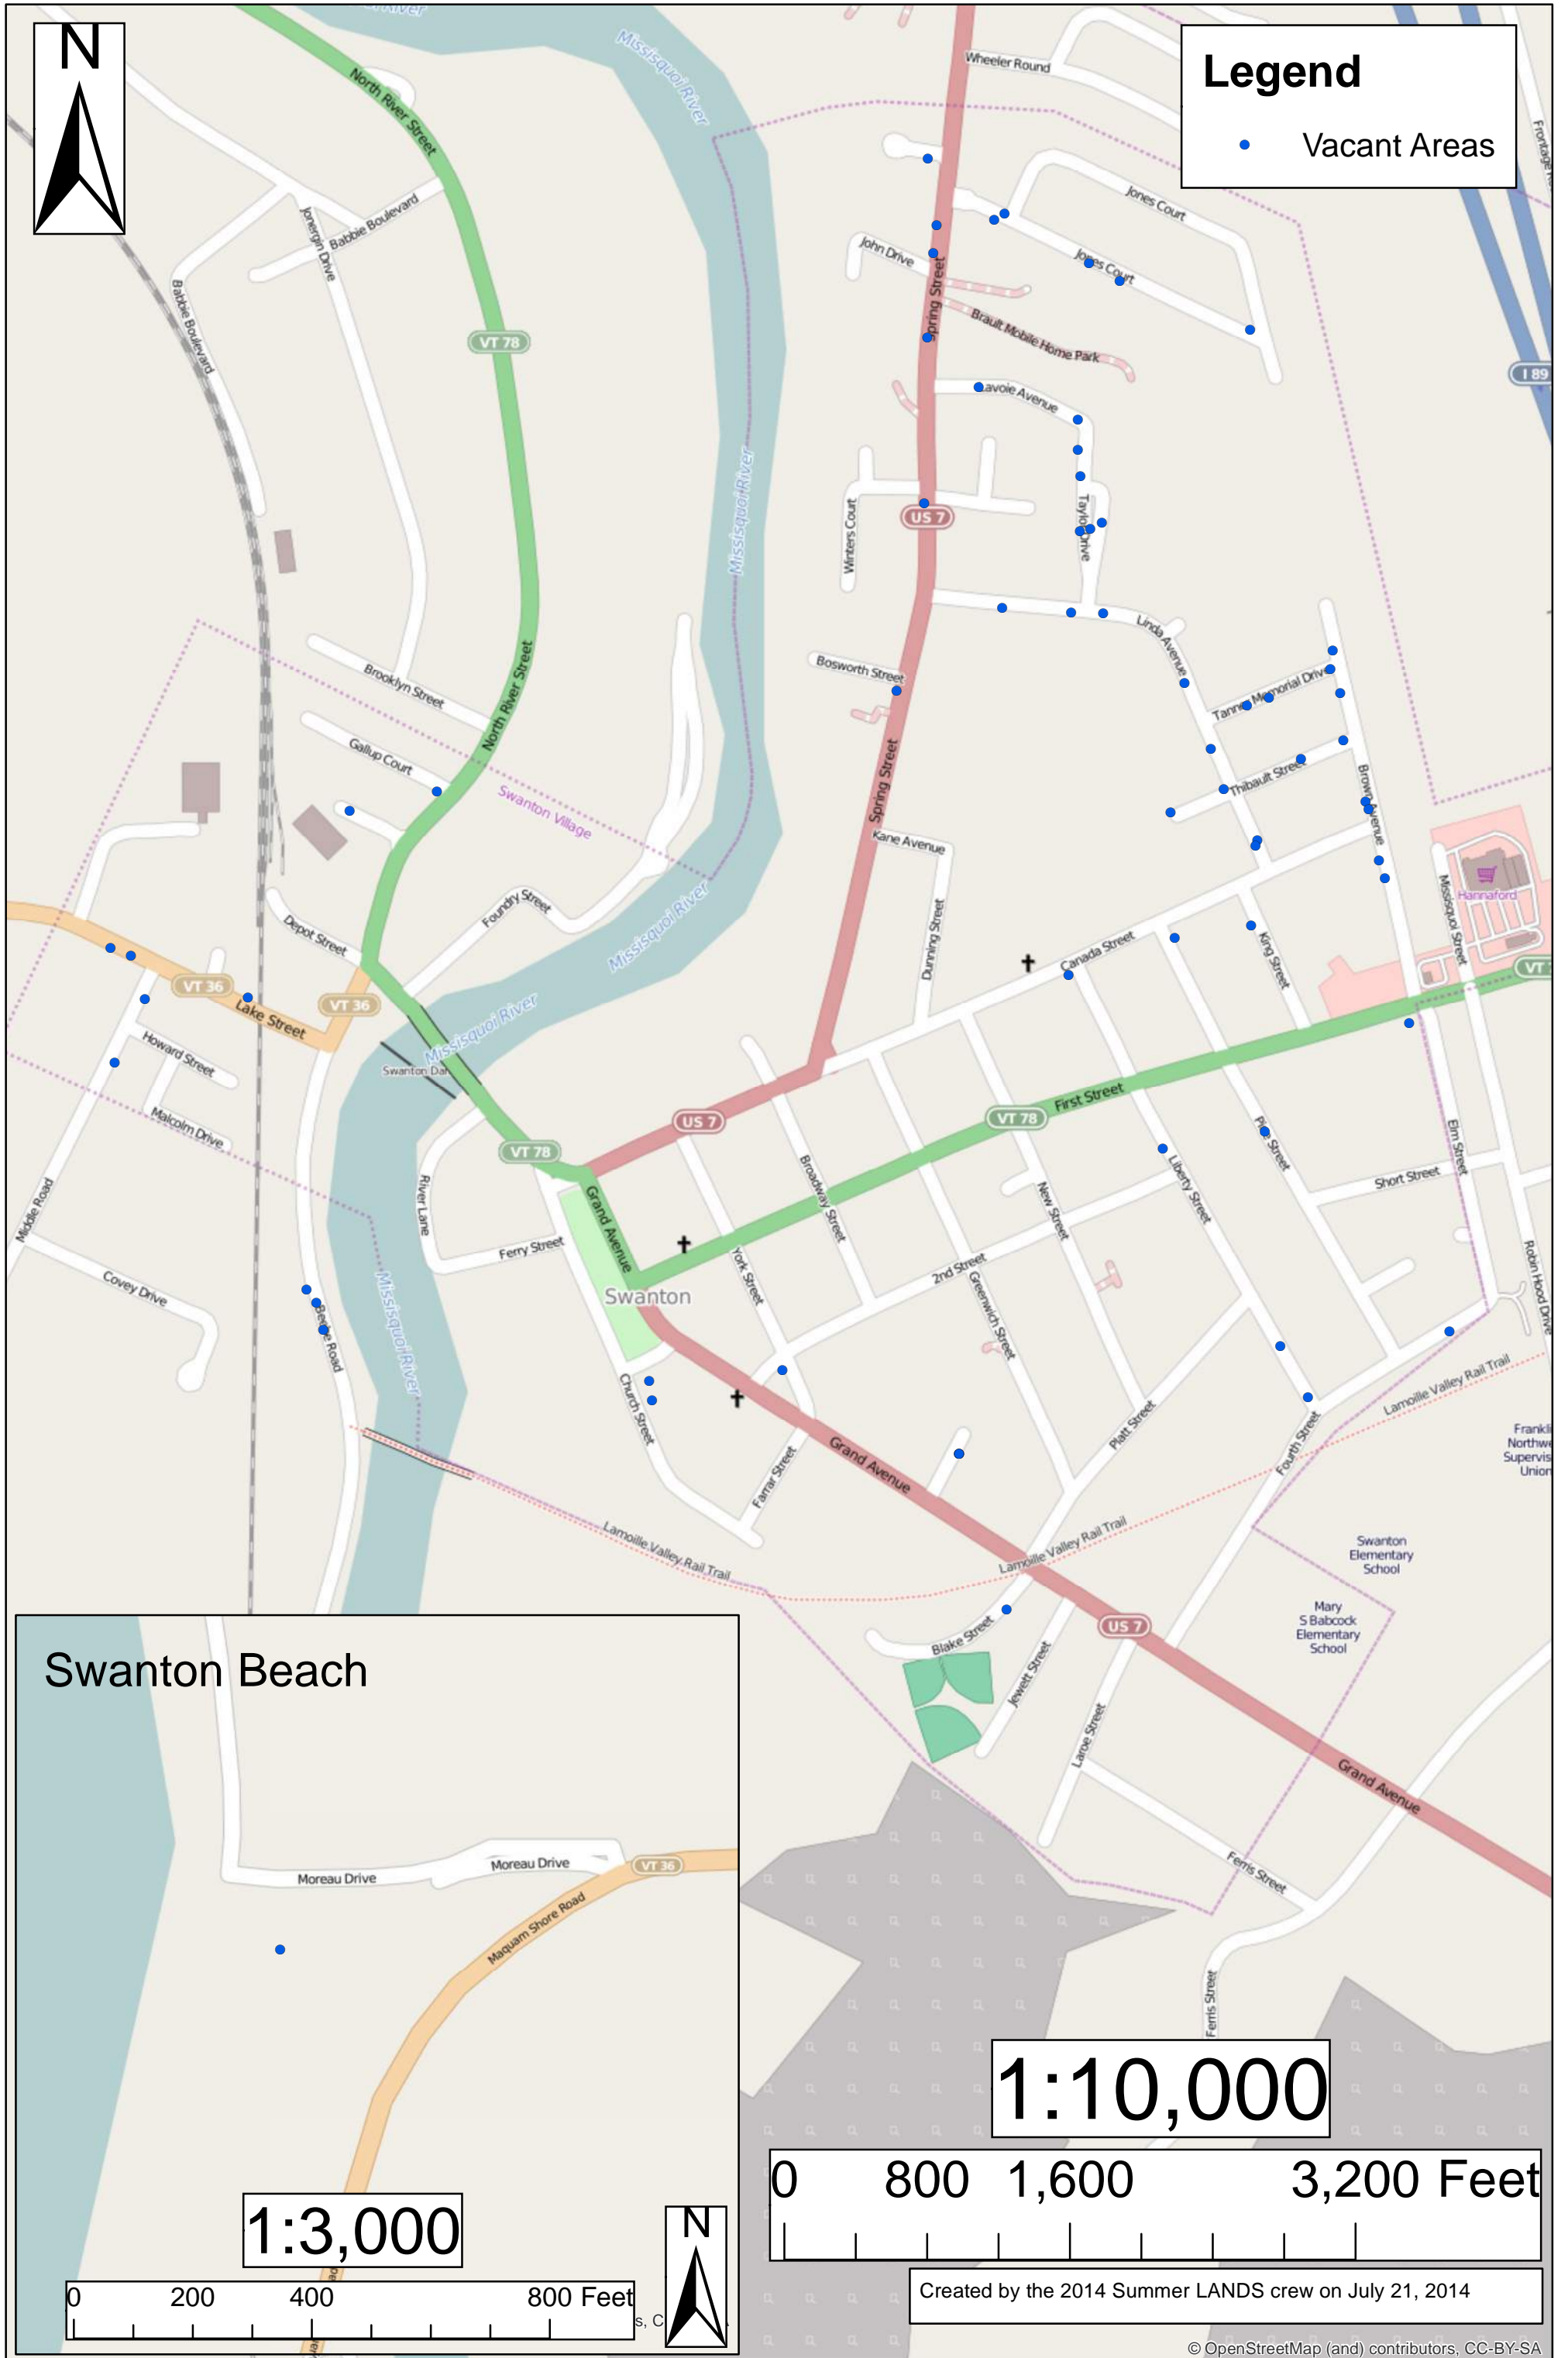 N
Legend
Vacant Areas
Missisquoi River
Wheeler Round
North River Street
Jones Court
Babbie Boulevard
Jonergin Drive
John Drive
Jones Court
Spring Street
Babbie Boulevard
Brault Mobile Home Park
VT 78
I 89
Lavoie Avenue
Missisquoi River
Winters Court
US 7
Taylor Drive
Linda Avenue
Bosworth Street
Brooklyn Street
North River Street
Tanner Memorial Drive
Gallup Court
Swanton Village
Spring Street
Thibault Street
Brown Avenue
Kane Avenue
Hannaford
Missisquoi Street
Foundry Street
Depot Street
Missisquoi River
Dunning Street
Canada Street
King Street
VT 36
VT 36
Lake Street
Missisquoi River
Howard Street
Swanton Dam
VT 78
First Street
Malcolm Drive
US 7
VT 78
Elm Street
Pine Street
Short Street
River Lane
Grand Avenue
Broadway Street
New Street
Liberty Street
Middle Road
Ferry Street
York Street
2nd Street
Robin Hood Drive
Covey Drive
Swanton
Greenwich Street
Missisquoi River
Beebe Road
Church Street
Lamoille Valley Rail Trail
Platt Street
Fourth Street
Farrar Street
Grand Avenue
Lamoille Valley Rail Trail
Lamoille Valley Rail Trail
Swanton
Elementary
School
Mary
S Babcock
Elementary
School
US 7
Blake Street
Jewett Street
Laroe Street
Grand Avenue
Ferris Street
Ferris Street
Swanton Beach
Moreau Drive
Moreau Drive
VT 36
Maquam Shore Road
1:3,000
N
0 200 400 800 Feet
1:10,000
0 800 1,600 3,200 Feet
Created by the 2014 Summer LANDS crew on July 21, 2014
© OpenStreetMap (and) contributors, CC-BY-SA